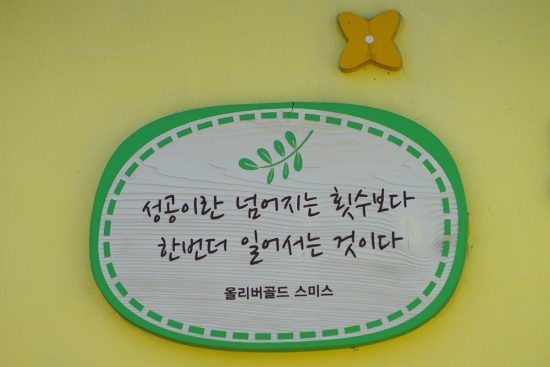 성공이란 넘어지는 횟수보다
한번더 일어서는 것이다
올리버골드 스미스